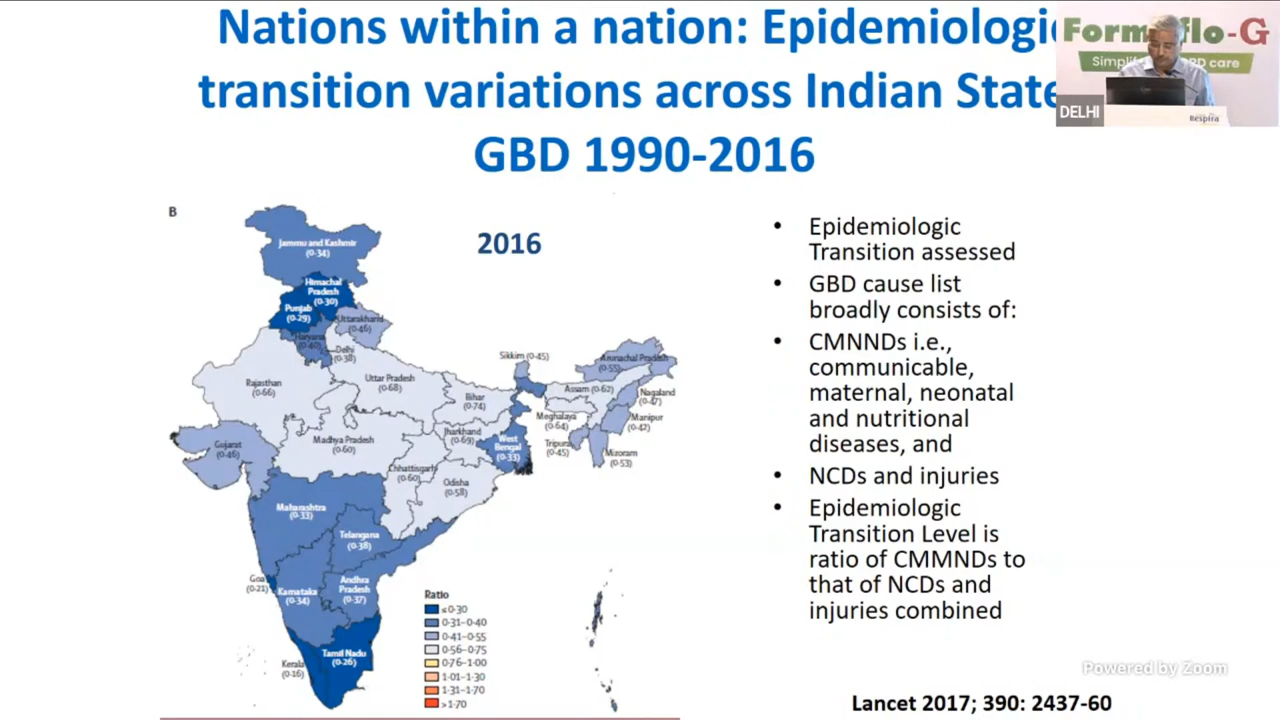 Nations within a nation: Epidemiologic
transition variations across Indian State
GBD 1990-2016
Form flo-G
Simplif PD care
DELHI
Respira
B
2016
Jammu and Kashmir
(0·34)
Himachal
Pradesh
(0·30)
Punjab
(0·29)
Uttarakhand
(0·46)
Haryana
(0·40)
Delhi
(0·38)
Rajasthan
(0·66)
Uttar Pradesh
(0·68)
Bihar
(0·74)
Sikkim (0·45)
Arunachal Pradesh
(0·55)
Assam (0·62)
Nagaland
(0·47)
Meghalaya
(0·64)
Manipur
(0·42)
Tripura
(0·45)
Mizoram
(0·53)
Gujarat
(0·46)
Madhya Pradesh
(0·60)
Jharkhand
(0·69)
West
Bengal
(0·33)
Chhattisgarh
(0·60)
Odisha
(0·58)
Maharashtra
(0·33)
Telangana
(0·38)
Goa
(0·21)
Karnataka
(0·34)
Andhra
Pradesh
(0·37)
Tamil Nadu
(0·26)
Kerala
(0·16)
Ratio
≤0·30
0·31–0·40
0·41–0·55
0·56–0·75
0·76–1·00
1·01–1·30
1·31–1·70
>1·70
• Epidemiologic
Transition assessed
• GBD cause list
broadly consists of:
• CMNNDs i.e.,
communicable,
maternal, neonatal
and nutritional
diseases, and
• NCDs and injuries
• Epidemiologic
Transition Level is
ratio of CMMNDs to
that of NCDs and
injuries combined
Powered by Zoom
Lancet 2017; 390: 2437-60